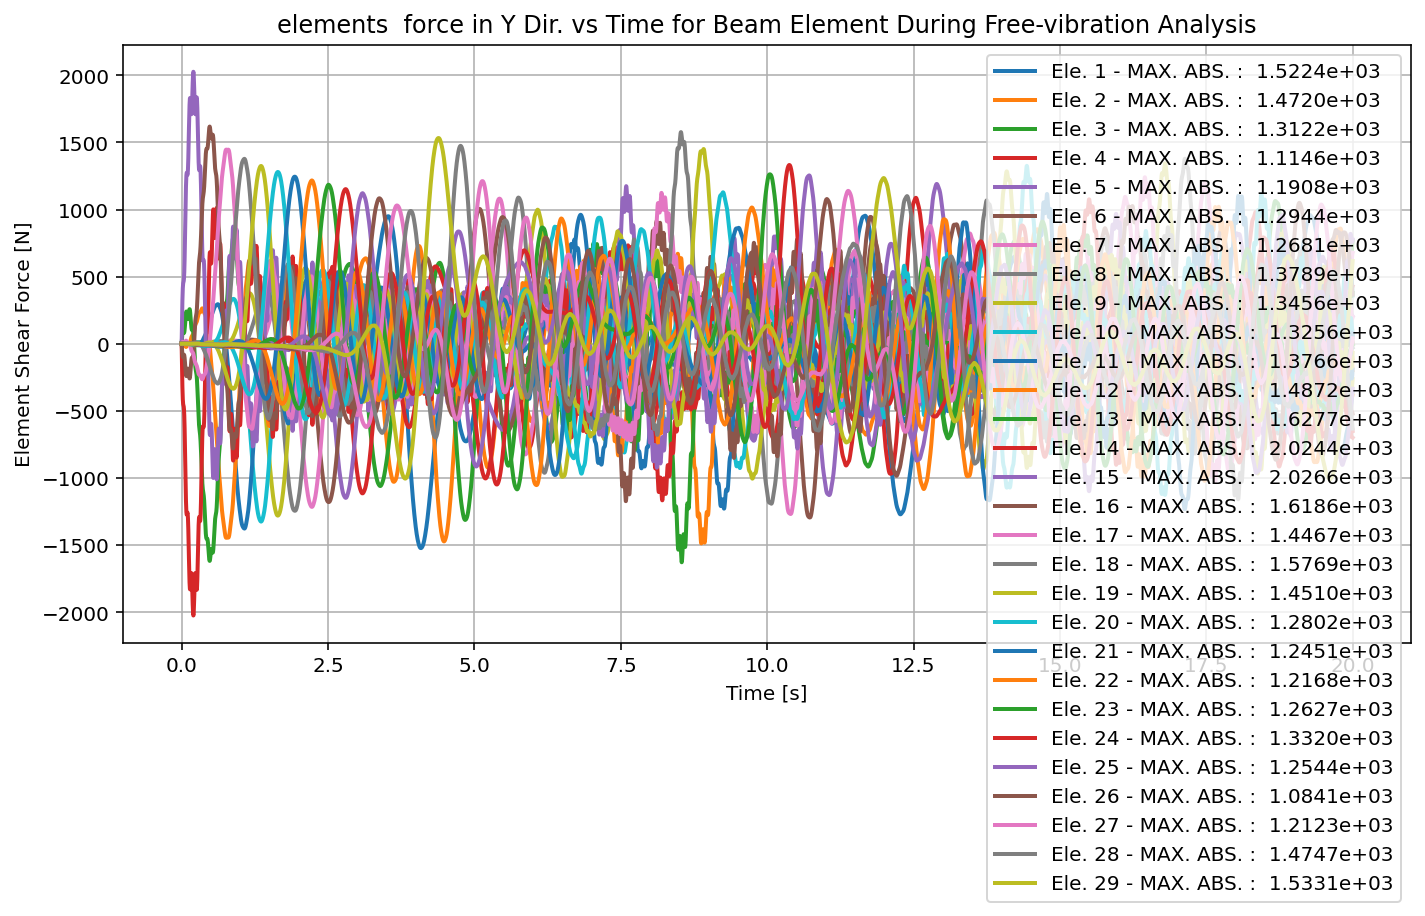 elements  force in Y Dir. vs Time for Beam Element During Free-vibration Analysis
Element Shear Force [N]
2000
1500
1000
500
0
−500
−1000
−1500
−2000
0.0 2.5 5.0 7.5 10.0 12.5 15.0 17.5 20.0
Time [s]
Ele. 1 - MAX. ABS. :  1.5224e+03
Ele. 2 - MAX. ABS. :  1.4720e+03
Ele. 3 - MAX. ABS. :  1.3122e+03
Ele. 4 - MAX. ABS. :  1.1146e+03
Ele. 5 - MAX. ABS. :  1.1908e+03
Ele. 6 - MAX. ABS. :  1.2944e+03
Ele. 7 - MAX. ABS. :  1.2681e+03
Ele. 8 - MAX. ABS. :  1.3789e+03
Ele. 9 - MAX. ABS. :  1.3456e+03
Ele. 10 - MAX. ABS. :  1.3256e+03
Ele. 11 - MAX. ABS. :  1.3766e+03
Ele. 12 - MAX. ABS. :  1.4872e+03
Ele. 13 - MAX. ABS. :  1.6277e+03
Ele. 14 - MAX. ABS. :  2.0244e+03
Ele. 15 - MAX. ABS. :  2.0266e+03
Ele. 16 - MAX. ABS. :  1.6186e+03
Ele. 17 - MAX. ABS. :  1.4467e+03
Ele. 18 - MAX. ABS. :  1.5769e+03
Ele. 19 - MAX. ABS. :  1.4510e+03
Ele. 20 - MAX. ABS. :  1.2802e+03
Ele. 21 - MAX. ABS. :  1.2451e+03
Ele. 22 - MAX. ABS. :  1.2168e+03
Ele. 23 - MAX. ABS. :  1.2627e+03
Ele. 24 - MAX. ABS. :  1.3320e+03
Ele. 25 - MAX. ABS. :  1.2544e+03
Ele. 26 - MAX. ABS. :  1.0841e+03
Ele. 27 - MAX. ABS. :  1.2123e+03
Ele. 28 - MAX. ABS. :  1.4747e+03
Ele. 29 - MAX. ABS. :  1.5331e+03